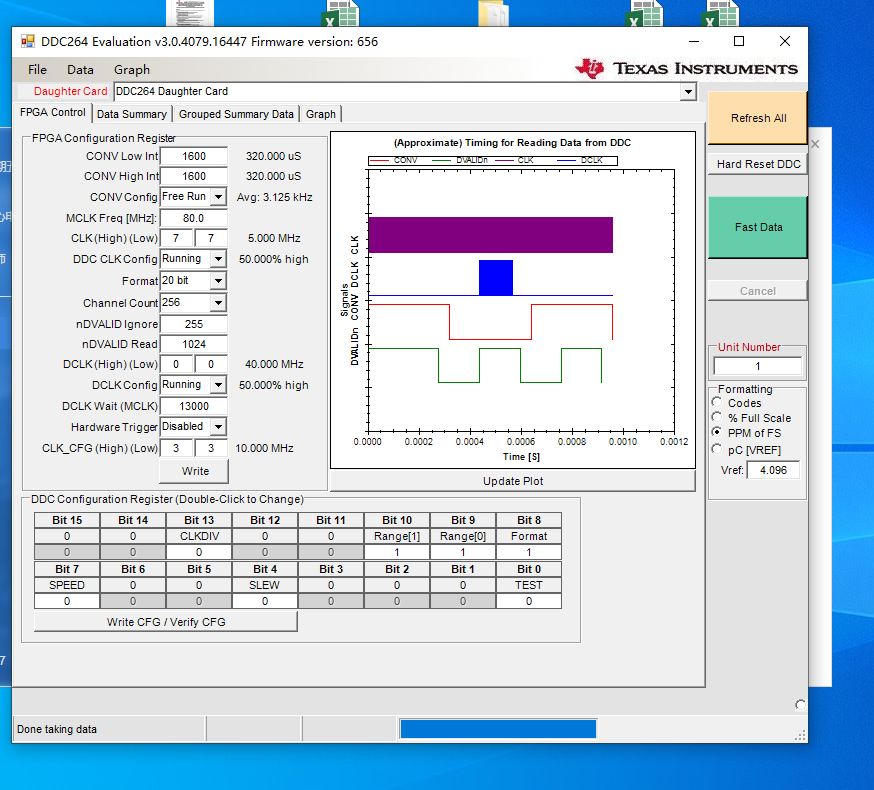 DDC264 Evaluation v3.0.4079.16447 Firmware version: 656
File Data Graph
TEXAS INSTRUMENTS
Daughter Card DDC264 Daughter Card
FPGA Control Data Summary Grouped Summary Data Graph
FPGA Configuration Register
CONV Low Int 1600 320.000 uS
CONV High Int 1600 320.000 uS
CONV Config Free Run Avg: 3.125 kHz
MCLK Freq [MHz]: 80.0
CLK (High) (Low) 7 7 5.000 MHz
DDC CLK Config Running 50.000% high
Format 20 bit
Channel Count 256
nDVALID Ignore 255
nDVALID Read 1024
DCLK (High) (Low) 0 0 40.000 MHz
DCLK Config Running 50.000% high
DCLK Wait (MCLK) 13000
Hardware Trigger Disabled
CLK_CFG (High) (Low) 3 3 10.000 MHz
Write
(Approximate) Timing for Reading Data from DDC
CONV DVALIDn CLK DCLK
Signals
DVALIDn CONV DCLK CLK
0.0000 0.0002 0.0004 0.0006 0.0008 0.0010 0.0012
Time [S]
Update Plot
Refresh All
Hard Reset DDC
Fast Data
Cancel
Unit Number
1
Formatting
Codes
% Full Scale
PPM of FS
pC [VREF]
Vref: 4.096
DDC Configuration Register (Double-Click to Change)
Bit 15 Bit 14 Bit 13 Bit 12 Bit 11 Bit 10 Bit 9 Bit 8
0 0 CLKDIV 0 0 Range[1] Range[0] Format
0 0 0 0 0 1 1 1
Bit 7 Bit 6 Bit 5 Bit 4 Bit 3 Bit 2 Bit 1 Bit 0
SPEED 0 0 SLEW 0 0 0 TEST
0 0 0 0 0 0 0 0
Write CFG / Verify CFG
Done taking data